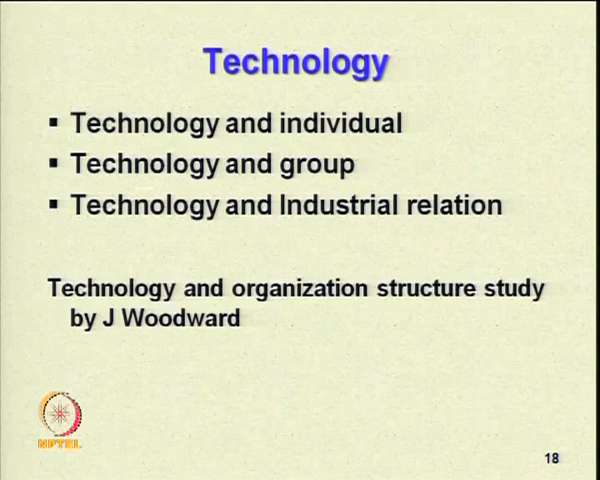 Technology
▪ Technology and individual
▪ Technology and group
▪ Technology and Industrial relation
Technology and organization structure study
by J Woodward
NPTEL
18